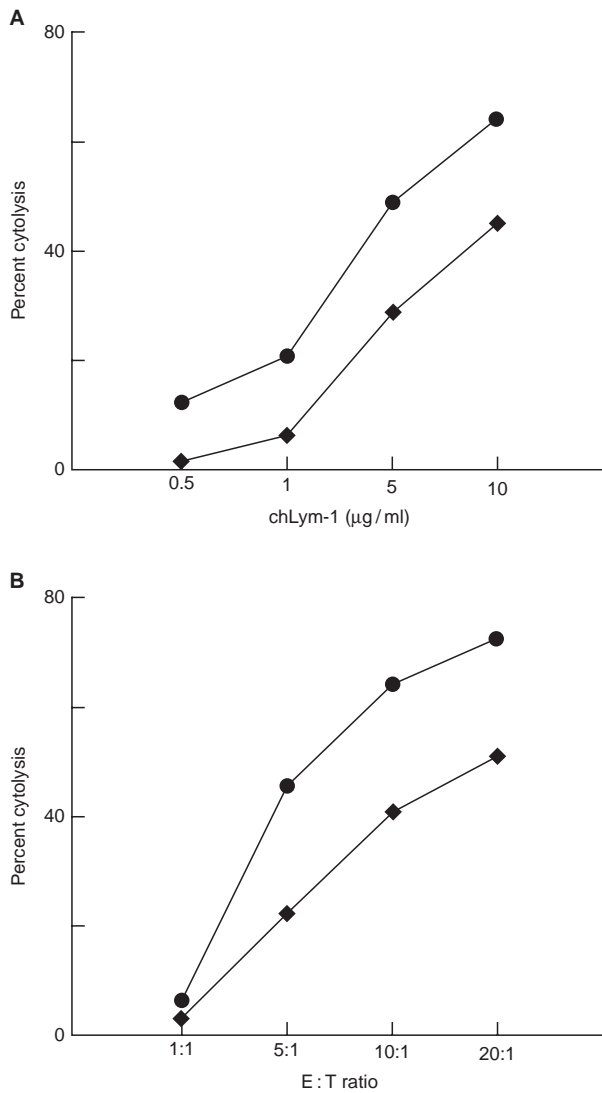 A
80
Percent cytolysis
40
0
0.5 1 5 10
chLym-1 (μg/ml)
B
80
Percent cytolysis
40
0
1:1 5:1 10:1 20:1
E : T ratio